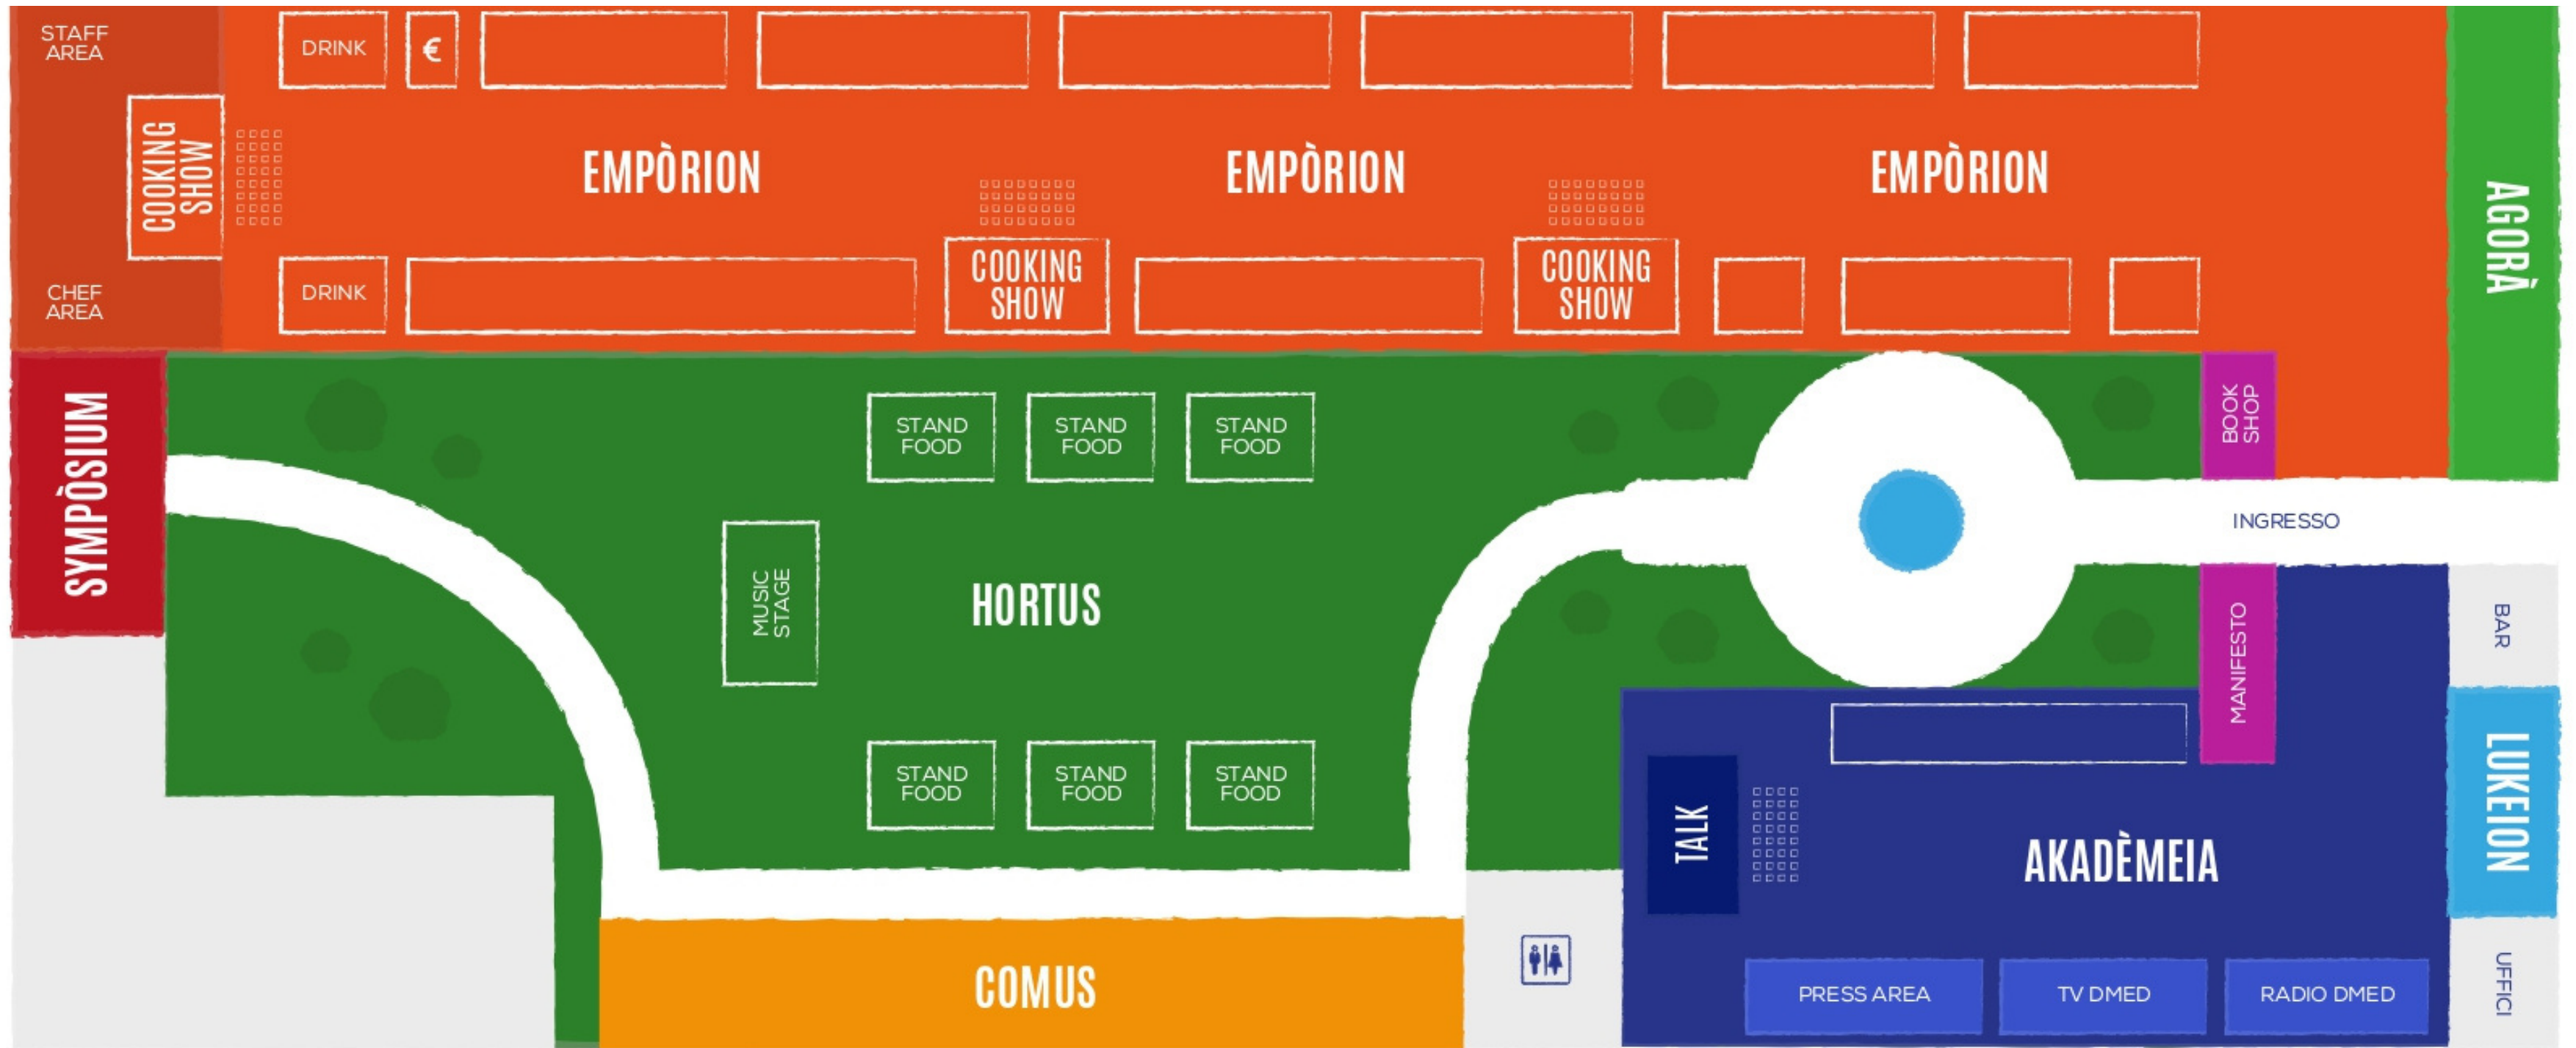 STAFF
AREA
DRINK
€
COOKING
SHOW
EMPÒRION
EMPÒRION
EMPÒRION
AGORÀ
CHEF
AREA
DRINK
COOKING
SHOW
COOKING
SHOW
SYMPÒSIUM
STAND
FOOD
STAND
FOOD
STAND
FOOD
BOOK
SHOP
INGRESSO
MUSIC
STAGE
HORTUS
MANIFESTO
BAR
STAND
FOOD
STAND
FOOD
STAND
FOOD
TALK
AKADÈMEIA
LUKEION
COMUS
PRESS AREA
TV DMED
RADIO DMED
UFFICI